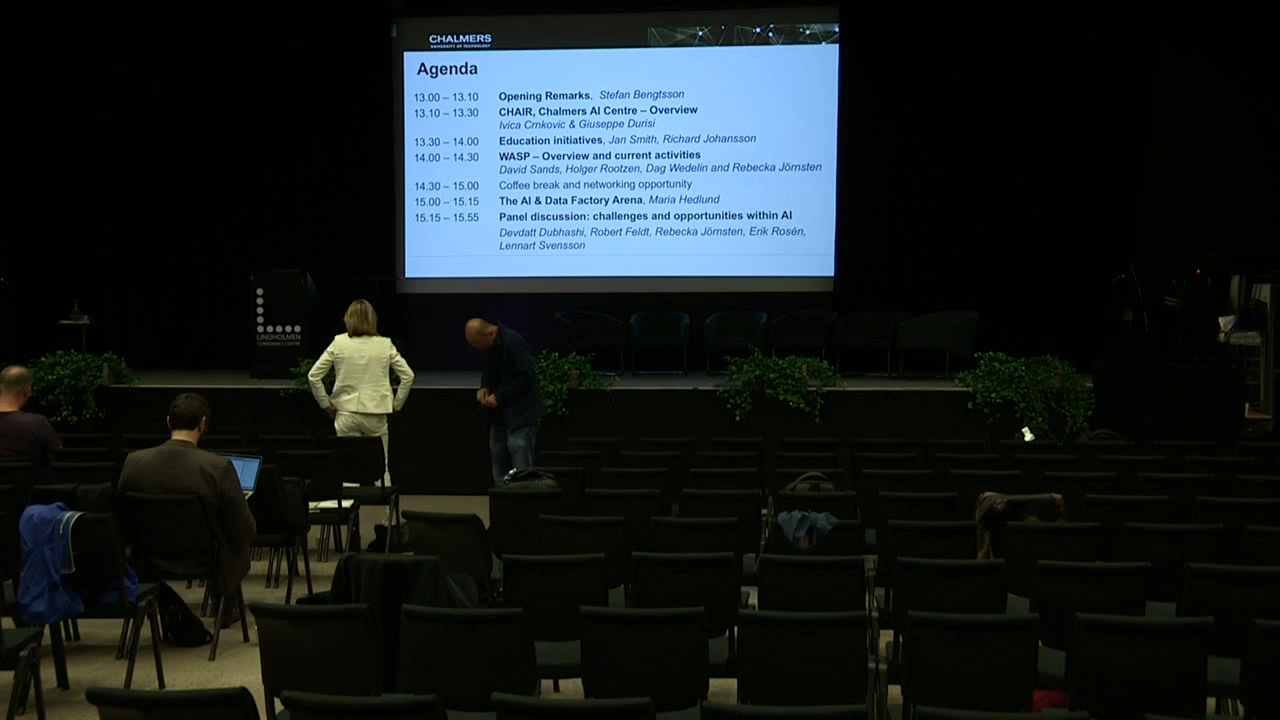 CHALMERS
UNIVERSITY OF TECHNOLOGY
Agenda
13.00 – 13.10 Opening Remarks, Stefan Bengtsson
13.10 – 13.30 CHAIR, Chalmers AI Centre – Overview
Ivica Crnkovic & Giuseppe Durisi
13.30 – 14.00 Education initiatives, Jan Smith, Richard Johansson
14.00 – 14.30 WASP – Overview and current activities
David Sands, Holger Rootzen, Dag Wedelin and Rebecka Jörnsten
14.30 – 15.00 Coffee break and networking opportunity
15.00 – 15.15 The AI & Data Factory Arena, Maria Hedlund
15.15 – 15.55 Panel discussion: challenges and opportunities within AI
Devdatt Dubhashi, Robert Feldt, Rebecka Jörnsten, Erik Rosén,
Lennart Svensson
LINDHOLMEN
CONFERENCE CENTRE